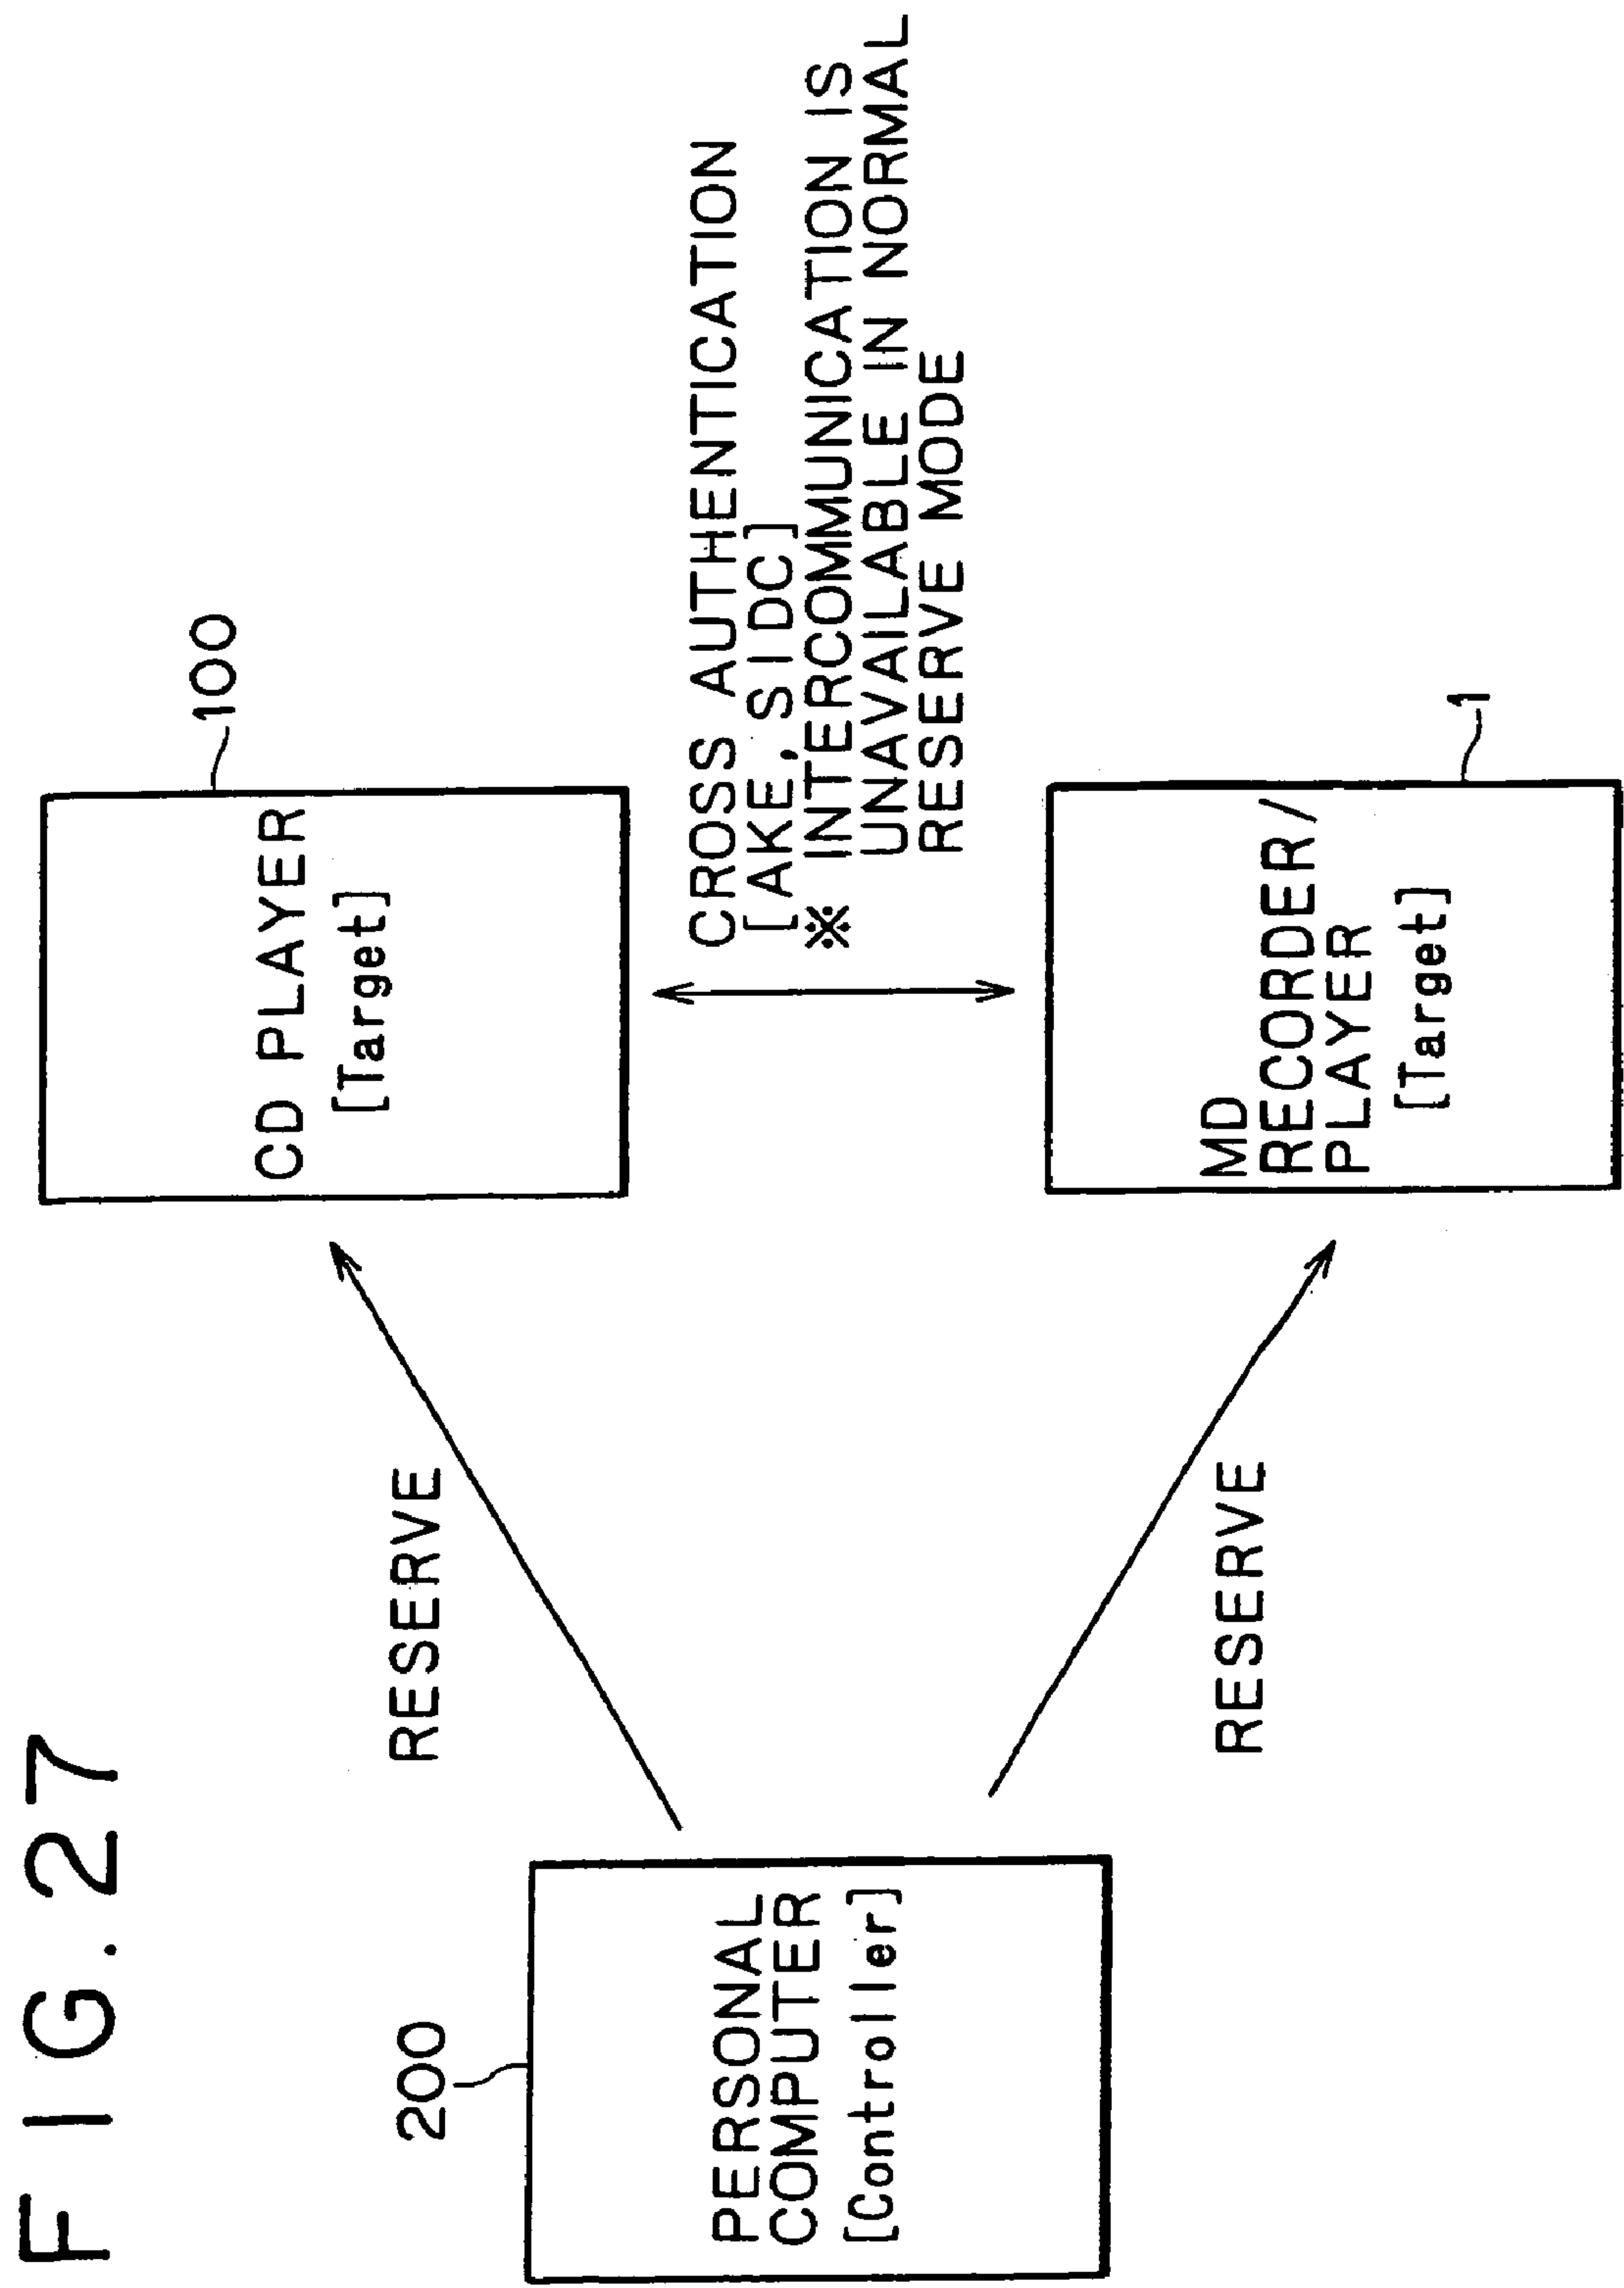 FIG.27
200
PERSONAL
COMPUTER
[Controller]
RESERVE
RESERVE
100
CD PLAYER
[Target]
CROSS AUTHENTICATION
[AKE, SIDC]
※ INTERCOMMUNICATION IS
UNAVAILABLE IN NORMAL
RESERVE MODE
1
MD
RECORDER/
PLAYER
[Target]